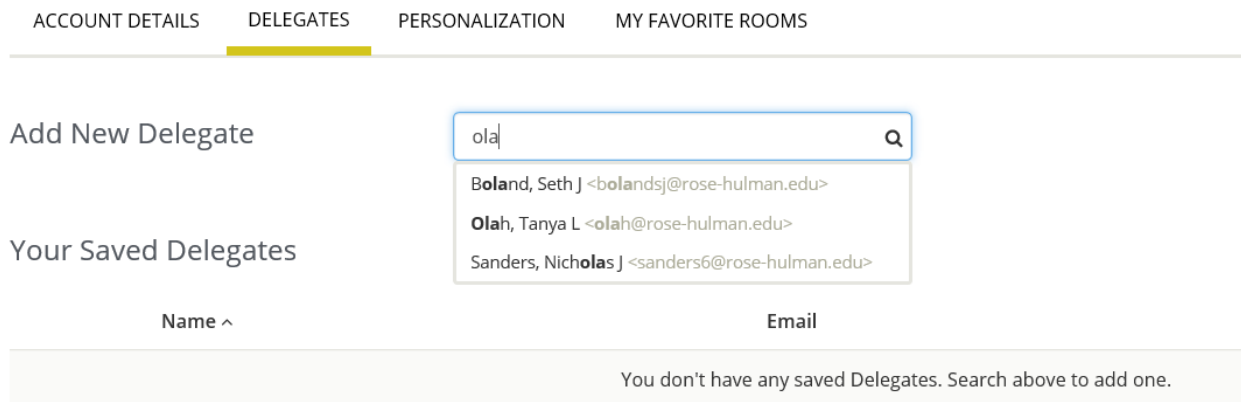 ACCOUNT DETAILS DELEGATES PERSONALIZATION MY FAVORITE ROOMS
Add New Delegate
ola
Boland, Seth J <bolandsj@rose-hulman.edu>
Olah, Tanya L <olah@rose-hulman.edu>
Sanders, Nicholas J <sanders6@rose-hulman.edu>
Your Saved Delegates
Name Email
You don't have any saved Delegates. Search above to add one.